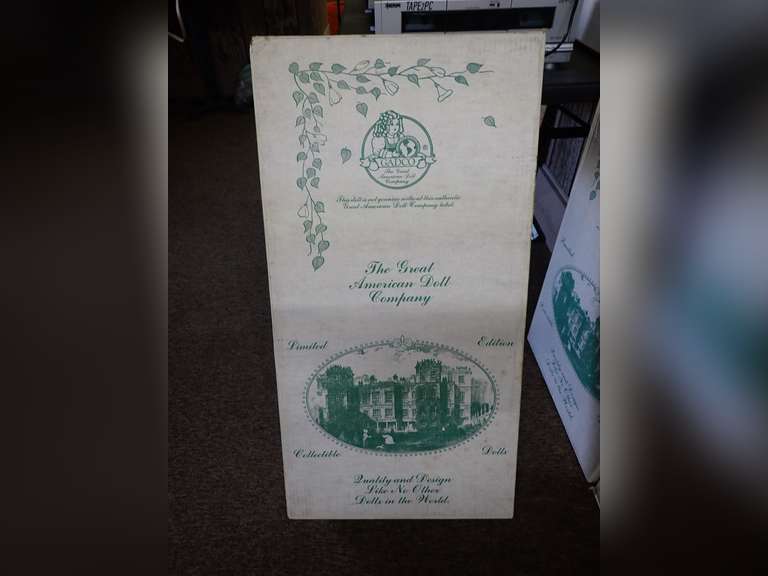 TAPE2PC
GADCO
The Great
American Doll
Company
This doll is not genuine without this authentic
Great American Doll Company label.
The Great
American Doll
Company
Limited Edition
Collectible Dolls
Quality and Design
Like No Other
Dolls in the World.